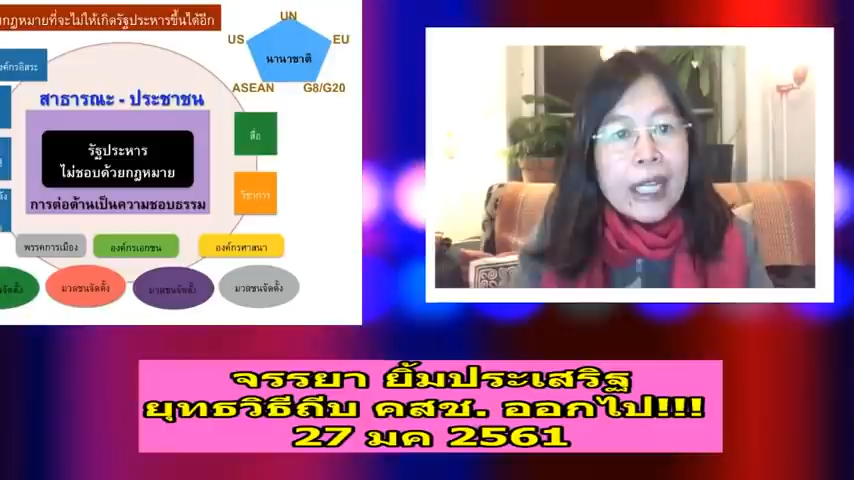 กฎหมายที่จะไม่ให้เกิดรัฐประหารขึ้นได้อีก
UN
US
EU
นานาชาติ
ASEAN
G8/G20
สาธารณะ - ประชาชน
สื่อ
รัฐประหาร
ไม่ชอบด้วยกฎหมาย
วิชาการ
การต่อต้านเป็นความชอบธรรม
พรรคการเมือง
องค์กรเอกชน
องค์กรศาสนา
มวลชนจัดตั้ง
มวลชนจัดตั้ง
มวลชนจัดตั้ง
จรรยา ยิ้มประเสริฐ
ยุทธวิธีถีบ คสช. ออกไป!!!
27 มค 2561